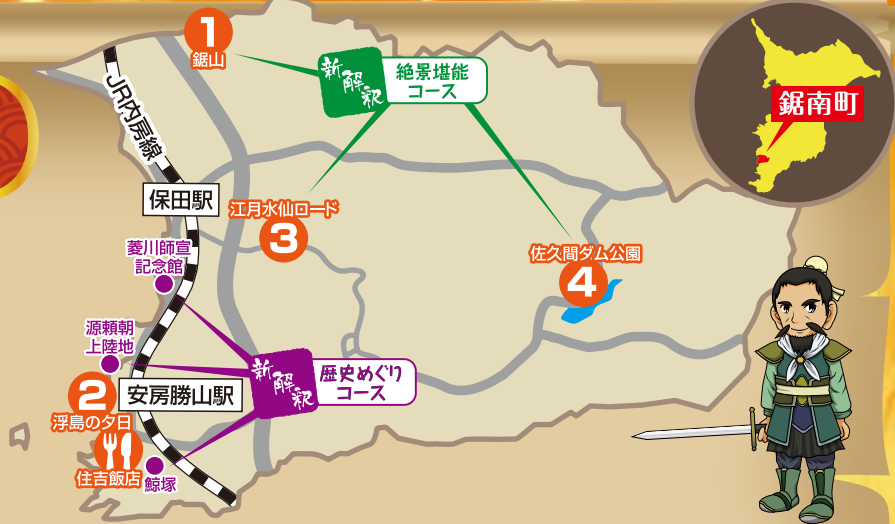 1
鋸山
新解釈
絶景堪能
コース
鋸南町
JR内房線
保田駅
江月水仙ロード
3
菱川師宣
記念館
佐久間ダム公園
4
源頼朝
上陸地
新解釈
歴史めぐり
コース
2
安房勝山駅
浮島の夕日
住吉飯店
鯨塚